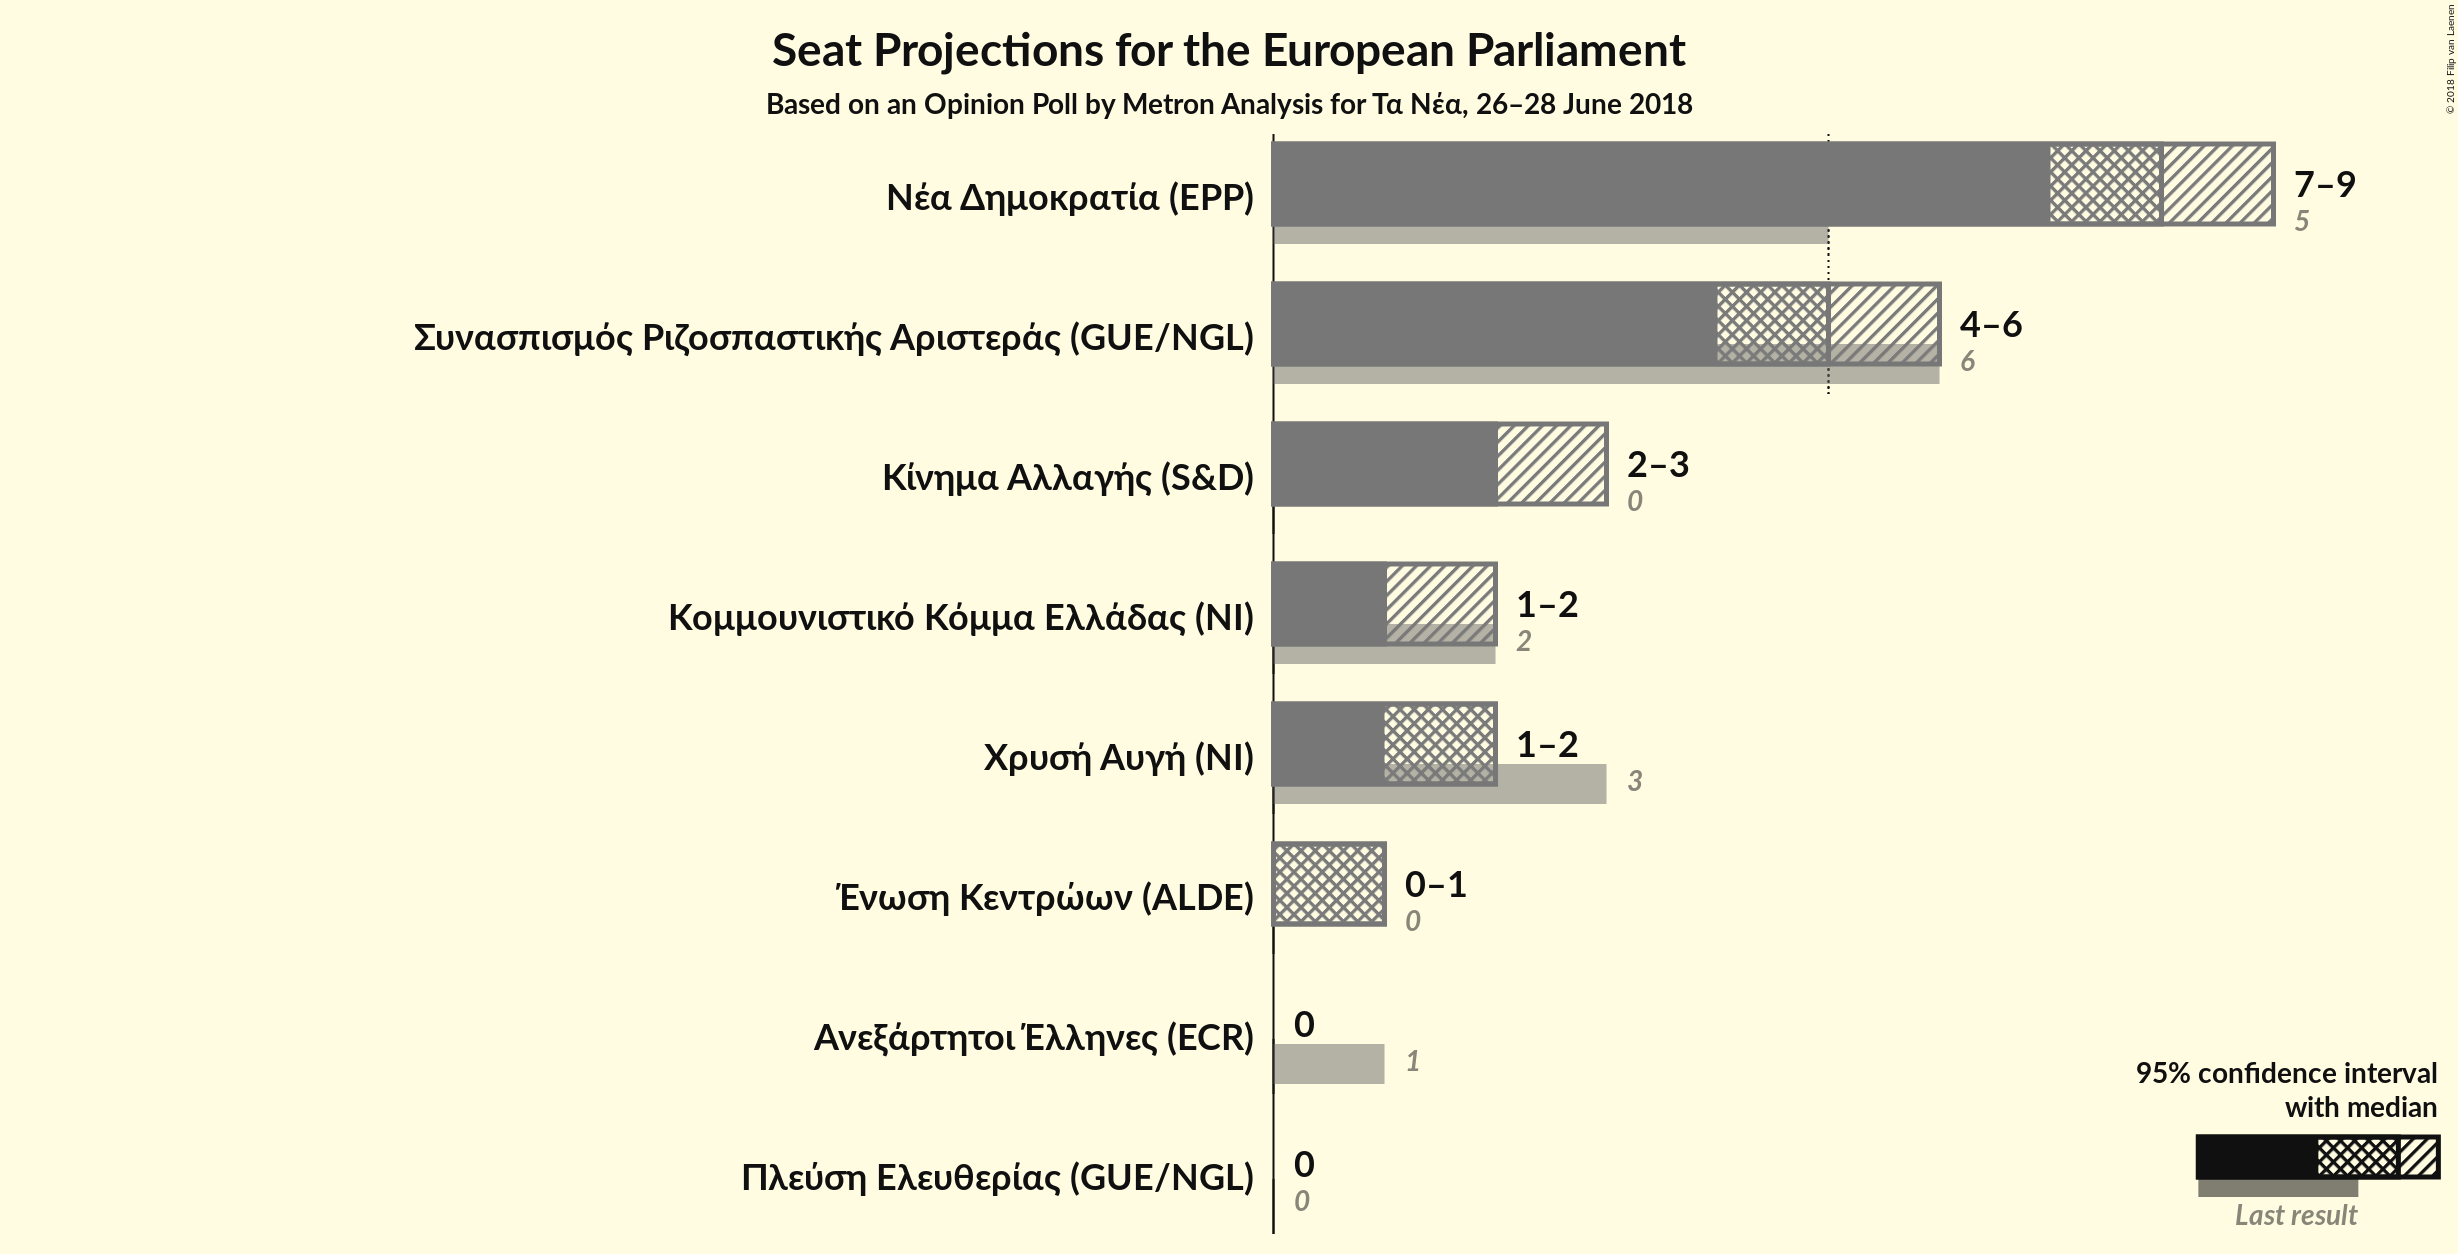 Seat Projections for the European Parliament
Based on an Opinion Poll by Metron Analysis for Τα Νέα, 26–28 June 2018
© 2018 Filip van Laenen
Νέα Δημοκρατία (EPP)
7–9
5
Συνασπισμός Ριζοσπαστικής Αριστεράς (GUE/NGL)
4–6
6
Κίνημα Αλλαγής (S&D)
2–3
0
Κομμουνιστικό Κόμμα Ελλάδας (NI)
1–2
2
Χρυσή Αυγή (NI)
1–2
3
Ένωση Κεντρώων (ALDE)
0–1
0
Ανεξάρτητοι Έλληνες (ECR)
0
1
Πλεύση Ελευθερίας (GUE/NGL)
0
0
95% confidence interval
with median
Last result